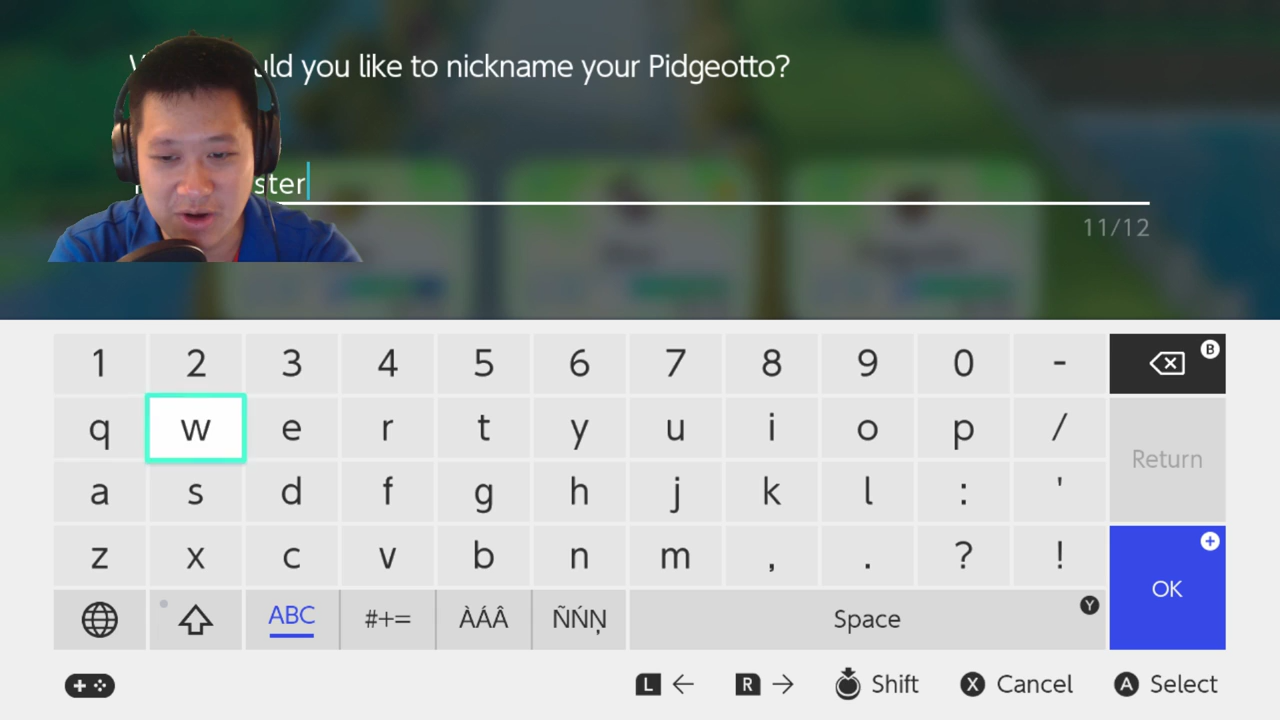 uld you like to nickname your Pidgeotto?
ster
11/12
1 2 3 4 5 6 7 8 9 0 - B
q w e r t y u i o p /
Return
a s d f g h j k l : '
z x c v b n m , . ? ! +
OK
ABC #+= ÀÁÂ ÑŃŅ Space Y
L ← R → Shift X Cancel A Select